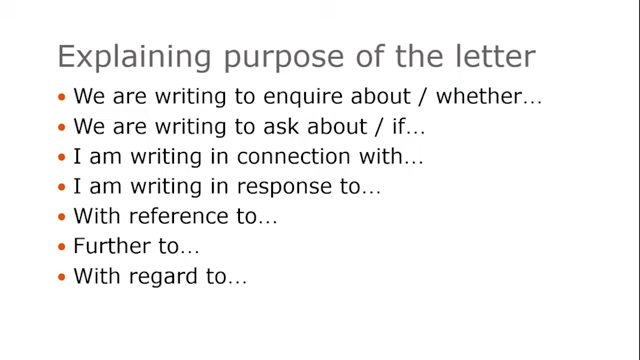 Explaining purpose of the letter
• We are writing to enquire about / whether…
• We are writing to ask about / if…
• I am writing in connection with…
• I am writing in response to…
• With reference to…
• Further to…
• With regard to…